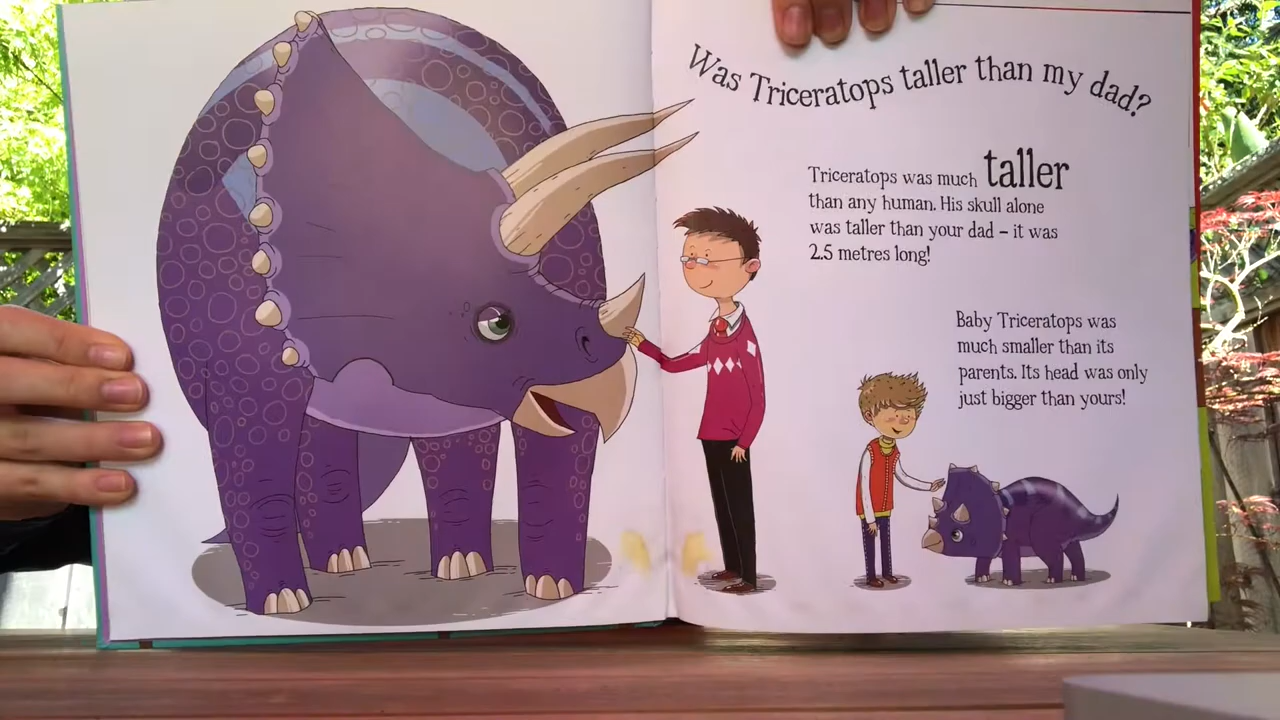 Was Triceratops taller than my dad?
Triceratops was much taller
than any human. His skull alone
was taller than your dad – it was
2.5 metres long!
Baby Triceratops was
much smaller than its
parents. Its head was only
just bigger than yours!